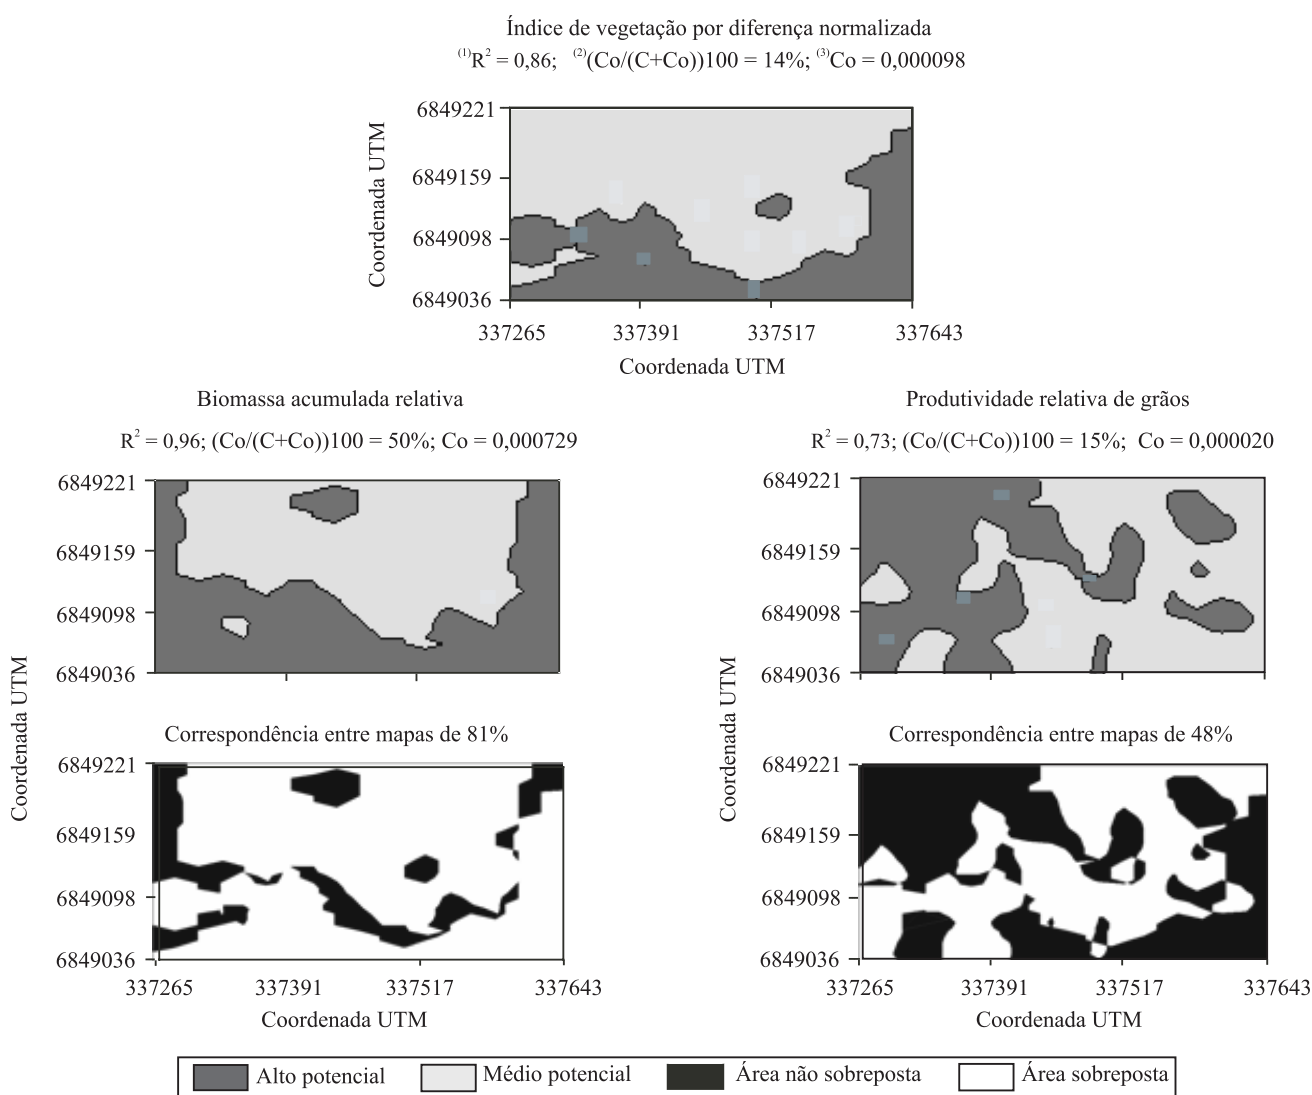 Índice de vegetação por diferença normalizada
(1)R² = 0,86; (2)(Co/(C+Co))100 = 14%; (3)Co = 0,000098
Coordenada UTM
6849221
6849159
6849098
6849036
337265 337391 337517 337643
Coordenada UTM
Biomassa acumulada relativa
R² = 0,96; (Co/(C+Co))100 = 50%; Co = 0,000729
6849221
6849159
6849098
6849036
Produtividade relativa de grãos
R² = 0,73; (Co/(C+Co))100 = 15%; Co = 0,000020
6849221
6849159
6849098
6849036
Coordenada UTM
Correspondência entre mapas de 81%
6849221
6849159
6849098
6849036
337265 337391 337517 337643
Coordenada UTM
Coordenada UTM
Correspondência entre mapas de 48%
6849221
6849159
6849098
6849036
337265 337391 337517 337643
Coordenada UTM
Alto potencial Médio potencial Área não sobreposta Área sobreposta